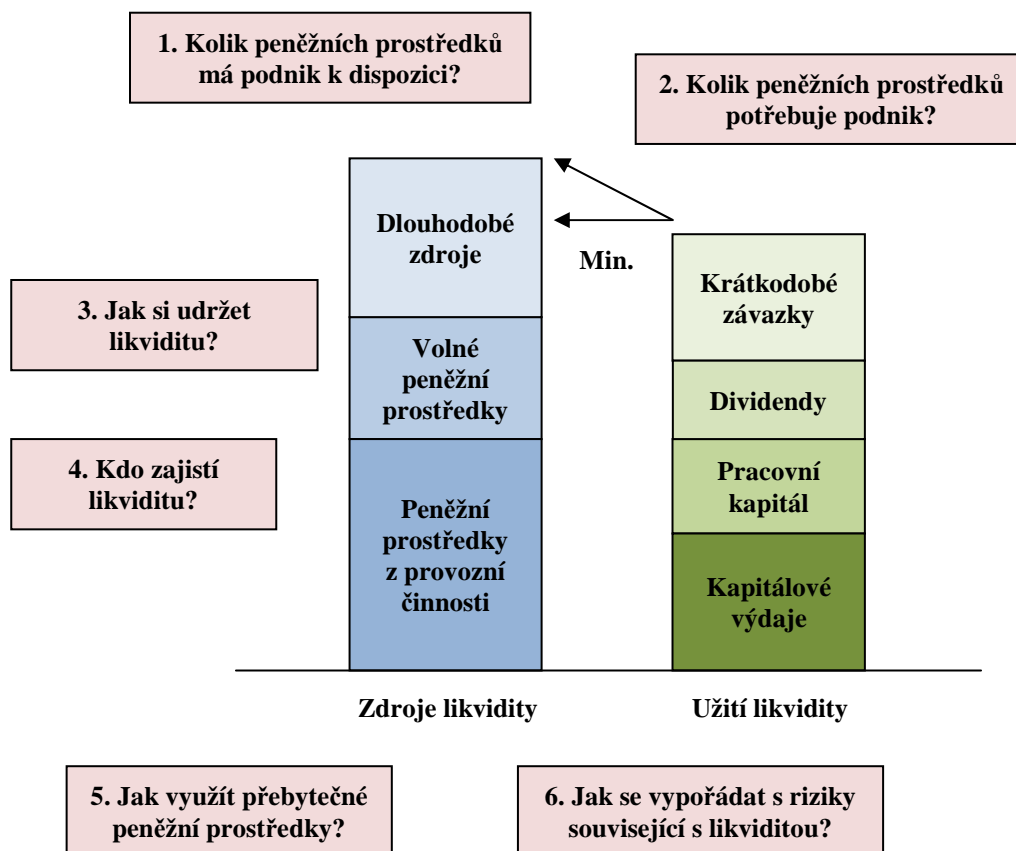 1. Kolik peněžních prostředků
má podnik k dispozici?
2. Kolik peněžních prostředků
potřebuje podnik?
Dlouhodobé
zdroje
Min.
Krátkodobé
závazky
3. Jak si udržet
likviditu?
Volné
peněžní
prostředky
Dividendy
4. Kdo zajistí
likviditu?
Pracovní
kapitál
Peněžní
prostředky
z provozní
činnosti
Kapitálové
výdaje
Zdroje likvidity
Užití likvidity
5. Jak využít přebytečné
peněžní prostředky?
6. Jak se vypořádat s riziky
související s likviditou?